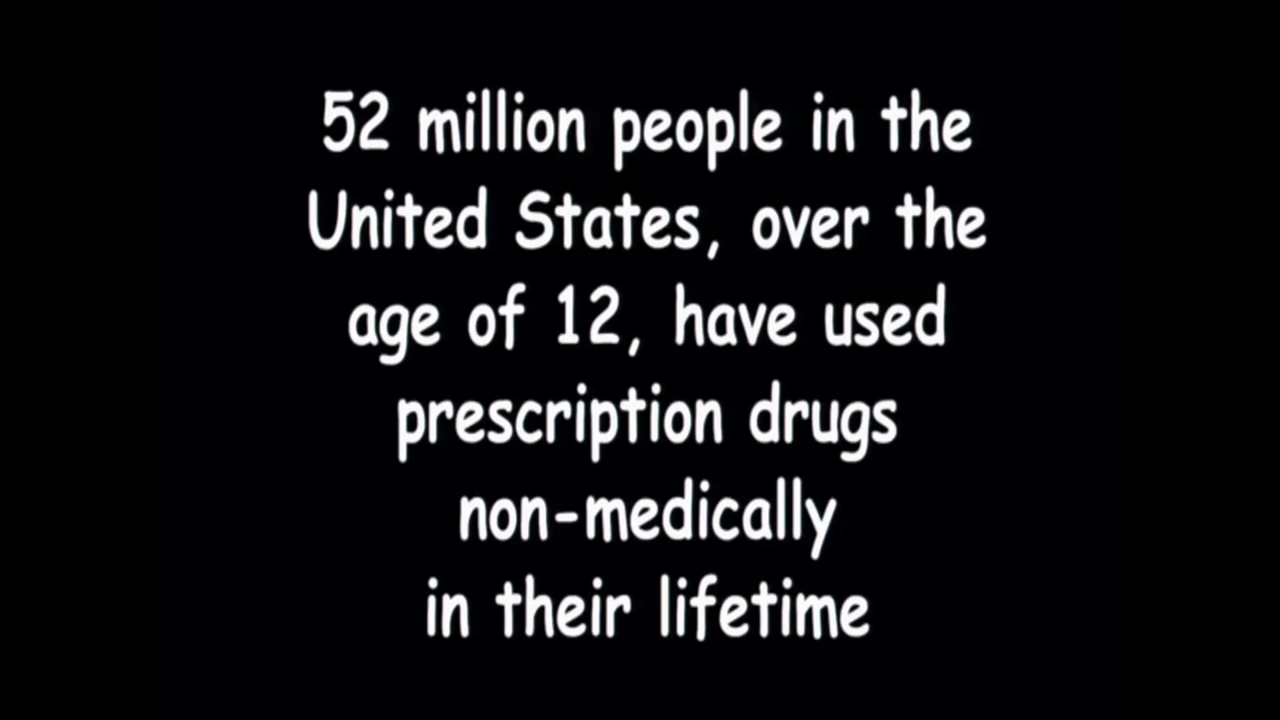 52 million people in the
United States, over the
age of 12, have used
prescription drugs
non-medically
in their lifetime